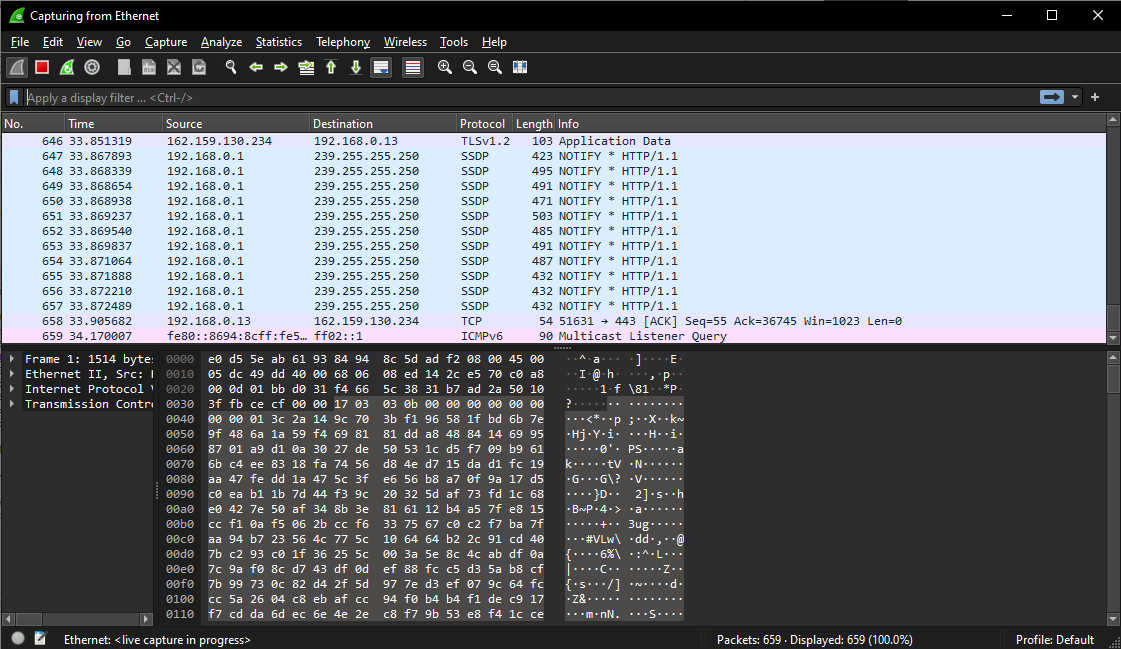 Capturing from Ethernet
File Edit View Go Capture Analyze Statistics Telephony Wireless Tools Help
Apply a display filter ... <Ctrl-/>
No. Time Source Destination Protocol Length Info
646 33.851319 162.159.130.234 192.168.0.13 TLSv1.2 103 Application Data
647 33.867893 192.168.0.1 239.255.255.250 SSDP 423 NOTIFY * HTTP/1.1
648 33.868339 192.168.0.1 239.255.255.250 SSDP 495 NOTIFY * HTTP/1.1
649 33.868654 192.168.0.1 239.255.255.250 SSDP 491 NOTIFY * HTTP/1.1
650 33.868938 192.168.0.1 239.255.255.250 SSDP 471 NOTIFY * HTTP/1.1
651 33.869237 192.168.0.1 239.255.255.250 SSDP 503 NOTIFY * HTTP/1.1
652 33.869540 192.168.0.1 239.255.255.250 SSDP 485 NOTIFY * HTTP/1.1
653 33.869837 192.168.0.1 239.255.255.250 SSDP 491 NOTIFY * HTTP/1.1
654 33.871064 192.168.0.1 239.255.255.250 SSDP 487 NOTIFY * HTTP/1.1
655 33.871888 192.168.0.1 239.255.255.250 SSDP 432 NOTIFY * HTTP/1.1
656 33.872210 192.168.0.1 239.255.255.250 SSDP 432 NOTIFY * HTTP/1.1
657 33.872489 192.168.0.1 239.255.255.250 SSDP 432 NOTIFY * HTTP/1.1
658 33.905682 192.168.0.13 162.159.130.234 TCP 54 51631 → 443 [ACK] Seq=55 Ack=36745 Win=1023 Len=0
659 34.170007 fe80::8694:8cff:fe5… ff02::1 ICMPv6 90 Multicast Listener Query
Frame 1: 1514 bytes
Ethernet II, Src:
Internet Protocol
Transmission Contro
0000 e0 d5 5e ab 61 93 84 94 8c 5d ad f2 08 00 45 00 ··^·a··· ·]····E·
0010 05 dc 49 dd 40 00 68 06 08 ed 14 2c e5 70 c0 a8 ··I·@·h· ···,·p··
0020 00 0d 01 bb d0 31 f4 66 5c 38 31 b7 ad 2a 50 10 ·····1·f \81··*P·
0030 3f fb ce cf 00 00 17 03 03 0b 00 00 00 00 00 00 ?······· ········
0040 00 00 01 3c 2a 14 9c 70 3b f1 96 58 1f bd 6b 7e ···<*··p ;··X··k~
0050 9f 48 6a 1a 59 f4 69 81 81 dd a8 48 84 14 69 95 ·Hj·Y·i· ···H··i·
0060 87 01 a9 d1 0a 30 27 de 50 53 1c d5 f7 09 b9 61 ·····0'· PS·····a
0070 6b c4 ee 83 18 fa 74 56 d8 4e d7 15 da d1 fc 19 k·····tV ·N······
0080 aa 47 fe dd 1a 47 5c 3f e6 56 b8 a7 0f 9a 17 d5 ·G···G\? ·V······
0090 c0 ea b1 1b 7d 44 f3 9c 20 32 5d af 73 fd 1c 68 ····}D··  2]·s··h
00a0 e0 42 7e 50 af 34 8b 3e 81 61 12 b4 a5 7f e8 15 ·B~P·4·> ·a······
00b0 cc f1 0a f5 06 2b cc f6 33 75 67 c0 c2 f7 ba 7f ·····+·· 3ug·····
00c0 aa 94 b7 23 56 4c 77 5c 10 64 64 b2 2c 91 cd 40 ···#VLw\ ·dd·,··@
00d0 7b c2 93 c0 1f 36 25 5c 00 3a 5e 8c 4c ab df 0a {····6%\ ·:^·L···
00e0 7c 9a f0 8c d7 43 df 0d ef 88 fc c5 d3 5a b8 cf |····C·· ·····Z··
00f0 7b 99 73 0c 82 d4 2f 5d 97 7e d3 ef 07 9c 64 fc {·s···/] ·~····d·
0100 cc 5a 26 04 c8 eb af cc 94 f0 b4 b4 f1 de c9 17 ·Z&····· ········
0110 f7 cd da 6d ec 6e 4e 2e c8 f7 9b 53 e8 f4 1c ce ···m·nN. ···S····
Ethernet: <live capture in progress> Packets: 659 · Displayed: 659 (100.0%) Profile: Default